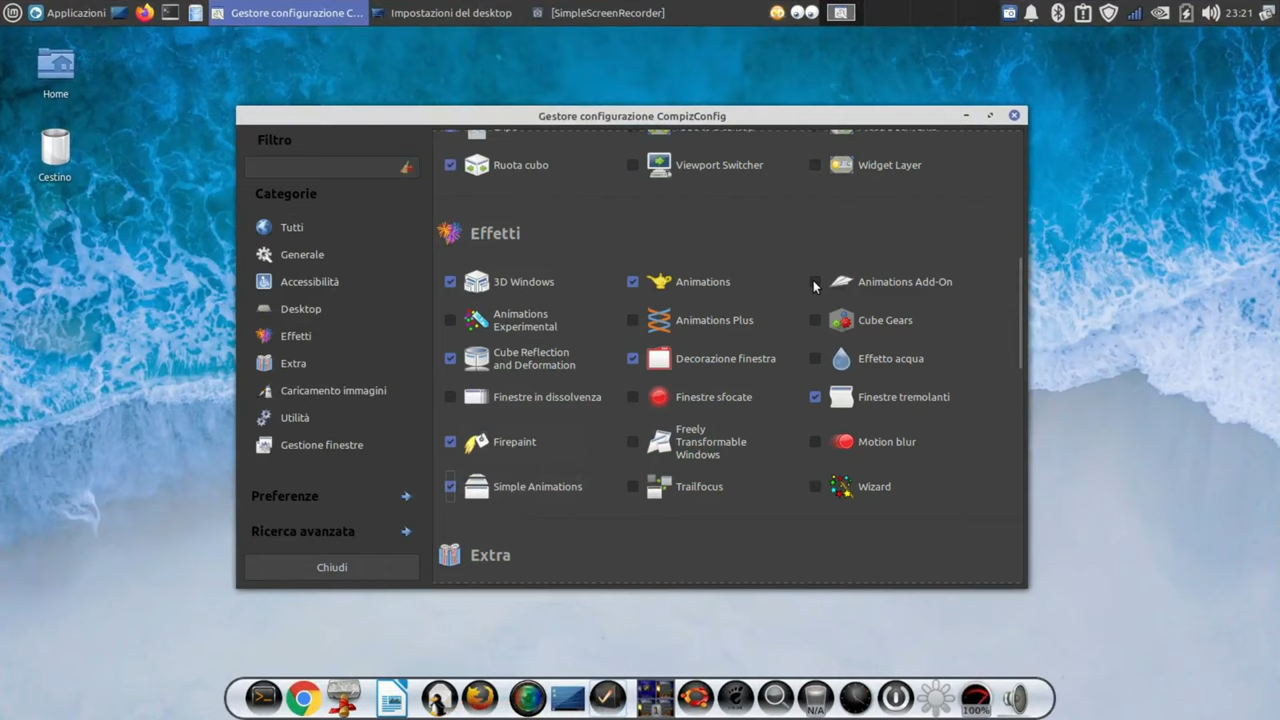 Applicazioni
Gestore configurazione C...
Impostazioni del desktop
[SimpleScreenRecorder]
23:21
Home
Cestino
Gestore configurazione CompizConfig
Filtro
Categorie
Tutti
Generale
Accessibilità
Desktop
Effetti
Extra
Caricamento immagini
Utilità
Gestione finestre
Preferenze
Ricerca avanzata
Chiudi
Ruota cubo
Viewport Switcher
Widget Layer
Effetti
3D Windows
Animations
Animations Add-On
Animations
Experimental
Animations Plus
Cube Gears
Cube Reflection
and Deformation
Decorazione finestra
Effetto acqua
Finestre in dissolvenza
Finestre sfocate
Finestre tremolanti
Firepaint
Freely
Transformable
Windows
Motion blur
Simple Animations
Trailfocus
Wizard
Extra
N/A
100%